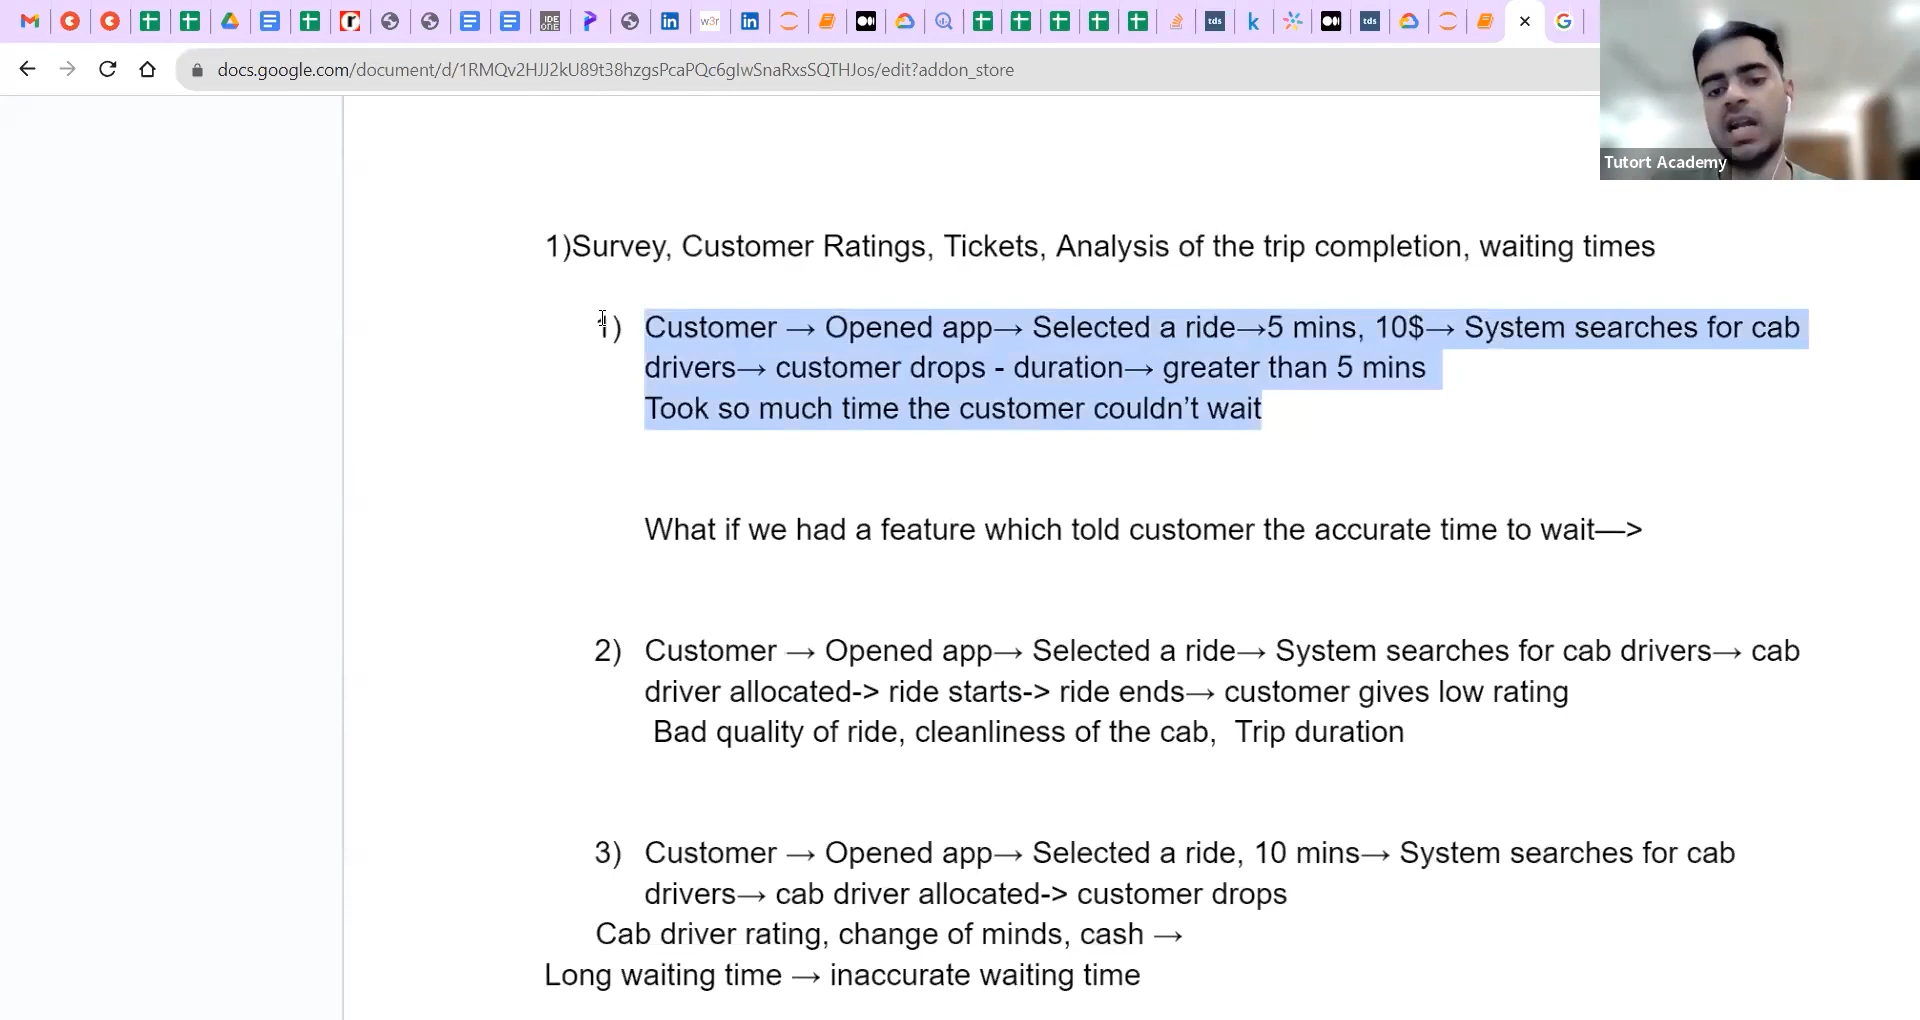 IDE
ONE
w3r
tds
k
tds
docs.google.com/document/d/1RMQv2HJJ2kU89t38hzgsPcaPQc6glwSnaRxsSQTHJos/edit?addon_store
Tutort Academy
1)Survey, Customer Ratings, Tickets, Analysis of the trip completion, waiting times
1) Customer → Opened app→ Selected a ride→5 mins, 10$→ System searches for cab
drivers→ customer drops - duration→ greater than 5 mins
Took so much time the customer couldn’t wait
What if we had a feature which told customer the accurate time to wait—>
2) Customer → Opened app→ Selected a ride→ System searches for cab drivers→ cab
driver allocated-> ride starts-> ride ends→ customer gives low rating
Bad quality of ride, cleanliness of the cab, Trip duration
3) Customer → Opened app→ Selected a ride, 10 mins→ System searches for cab
drivers→ cab driver allocated-> customer drops
Cab driver rating, change of minds, cash →
Long waiting time → inaccurate waiting time